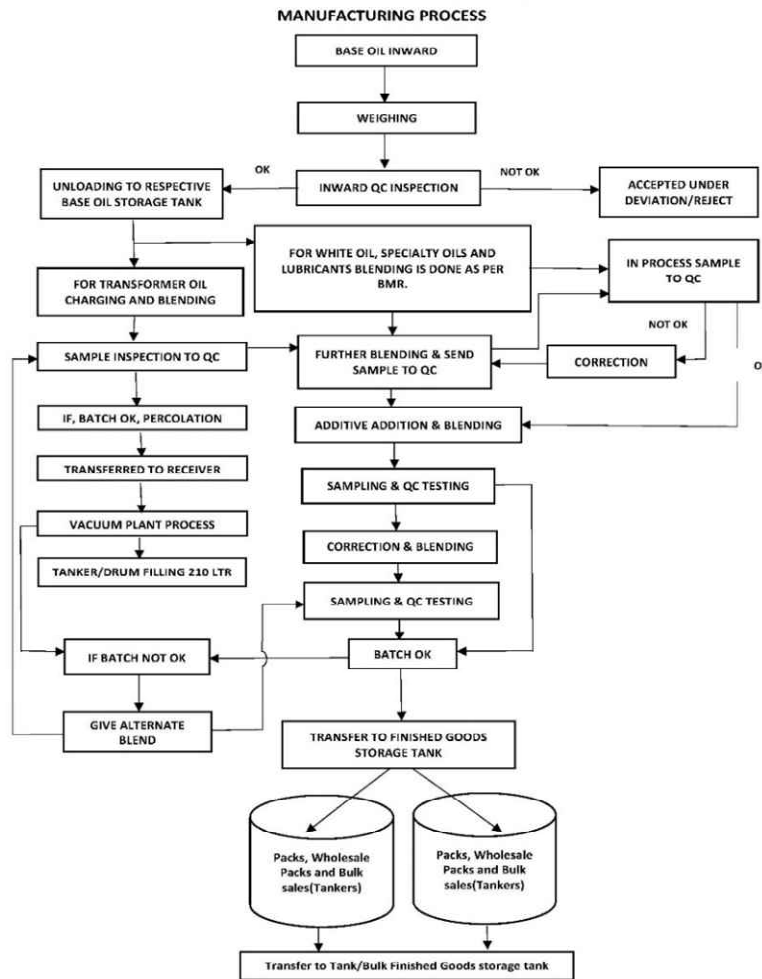 MANUFACTURING PROCESS
BASE OIL INWARD
WEIGHING
OK
NOT OK
UNLOADING TO RESPECTIVE
BASE OIL STORAGE TANK
INWARD QC INSPECTION
ACCEPTED UNDER
DEVIATION/REJECT
FOR WHITE OIL, SPECIALTY OILS AND
LUBRICANTS BLENDING IS DONE AS PER
BMR.
IN PROCESS SAMPLE
TO QC
FOR TRANSFORMER OIL
CHARGING AND BLENDING
NOT OK
SAMPLE INSPECTION TO QC
FURTHER BLENDING & SEND
SAMPLE TO QC
CORRECTION
O
IF, BATCH OK, PERCOLATION
ADDITIVE ADDITION & BLENDING
TRANSFERRED TO RECEIVER
SAMPLING & QC TESTING
VACUUM PLANT PROCESS
CORRECTION & BLENDING
TANKER/DRUM FILLING 210 LTR
SAMPLING & QC TESTING
IF BATCH NOT OK
BATCH OK
GIVE ALTERNATE
BLEND
TRANSFER TO FINISHED GOODS
STORAGE TANK
Packs, Wholesale
Packs and Bulk
sales(Tankers)
Packs, Wholesale
Packs and Bulk
sales(Tankers)
Transfer to Tank/Bulk Finished Goods storage tank